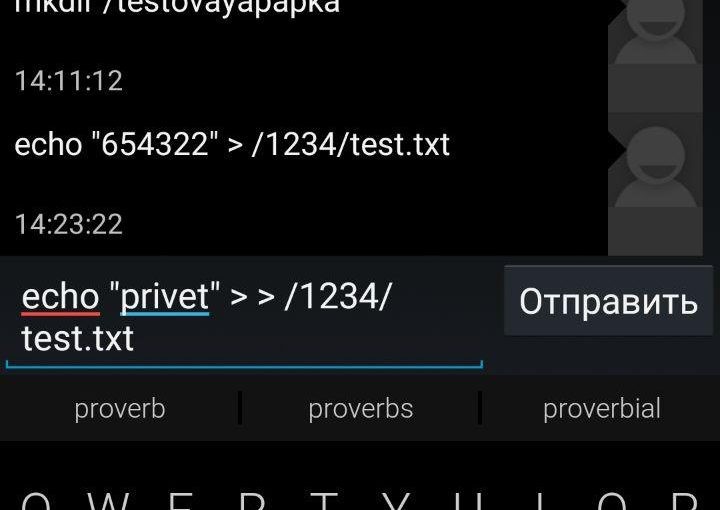 mkdir /testovayapapka
14:11:12
echo "654322" > /1234/test.txt
14:23:22
echo "privet" > > /1234/
test.txt
Отправить
proverb proverbs proverbial
Q W E R T Y U I O P